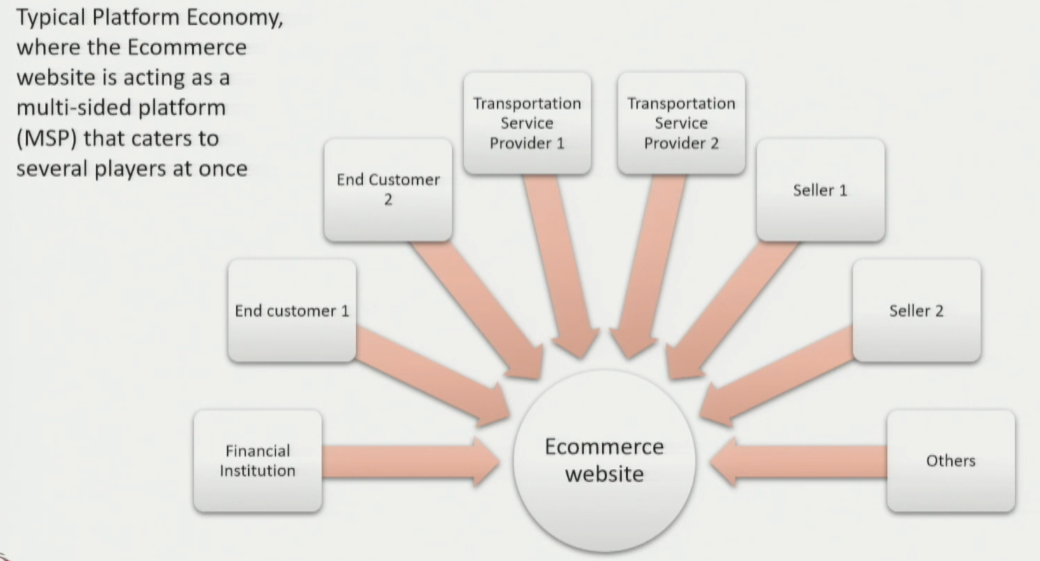 Typical Platform Economy,
where the Ecommerce
website is acting as a
multi-sided platform
(MSP) that caters to
several players at once
Transportation
Service
Provider 1
Transportation
Service
Provider 2
End Customer
2
Seller 1
End customer 1
Seller 2
Financial
Institution
Ecommerce
website
Others